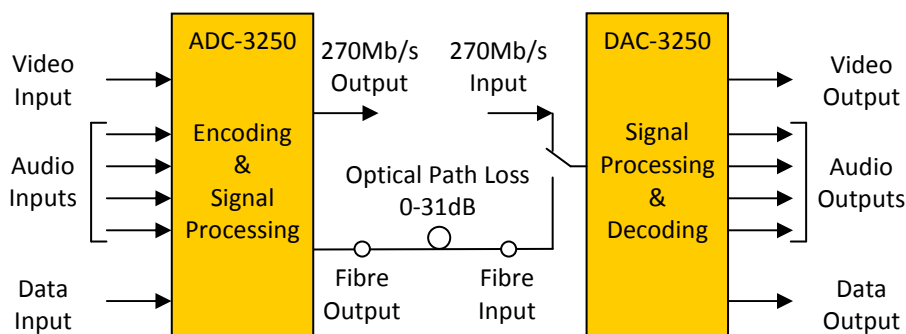 ADC-3250
DAC-3250
Video
Input
270Mb/s
Output
270Mb/s
Input
Video
Output
Audio
Inputs
Encoding
&
Signal
Processing
Optical Path Loss
0-31dB
Signal
Processing
&
Decoding
Audio
Outputs
Data
Input
Fibre
Output
Fibre
Input
Data
Output